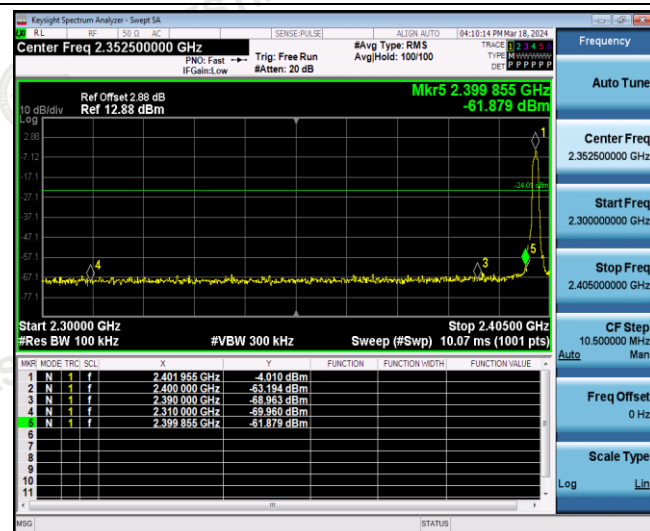 Keysight Spectrum Analyzer - Swept SA
RL RF 50 Ω AC SENSE:PULSE ALIGN AUTO 04:10:14 PM Mar 18, 2024
Center Freq 2.352500000 GHz
PNO: Fast
IFGain:Low
Trig: Free Run
#Atten: 20 dB
#Avg Type: RMS
Avg|Hold: 100/100
TRACE 1 2 3 4 5 6
TYPE M
DET P P P P P P
Frequency
Auto Tune
Center Freq
2.352500000 GHz
Start Freq
2.300000000 GHz
Stop Freq
2.405000000 GHz
CF Step
10.500000 MHz
Auto Man
Freq Offset
0 Hz
Scale Type
Log Lin
Ref Offset 2.88 dB
10 dB/div Ref 12.88 dBm
Log
Mkr5 2.399 855 GHz
-61.879 dBm
2.88
-7.12
-17.1
-27.1
-37.1
-47.1
-57.1
-67.1
-77.1
-24.01 dBm
1
5
3
4
Start 2.30000 GHz Stop 2.40500 GHz
#Res BW 100 kHz #VBW 300 kHz Sweep (#Swp) 10.07 ms (1001 pts)
MKR MODE TRC SCL X Y FUNCTION FUNCTION WIDTH FUNCTION VALUE
1 N 1 f 2.401 955 GHz -4.010 dBm
2 N 1 f 2.400 000 GHz -63.194 dBm
3 N 1 f 2.390 000 GHz -68.963 dBm
4 N 1 f 2.310 000 GHz -69.960 dBm
5 N 1 f 2.399 855 GHz -61.879 dBm
6
7
8
9
10
11
MSG STATUS